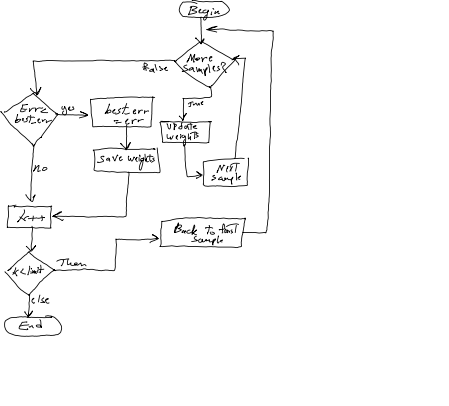 Begin
More
samples?
False
True
Err<
best_err
yes
best_err
= err
update
weights
save weights
Next
sample
no
k++
Back to first
sample
k<limit
Then
else
End